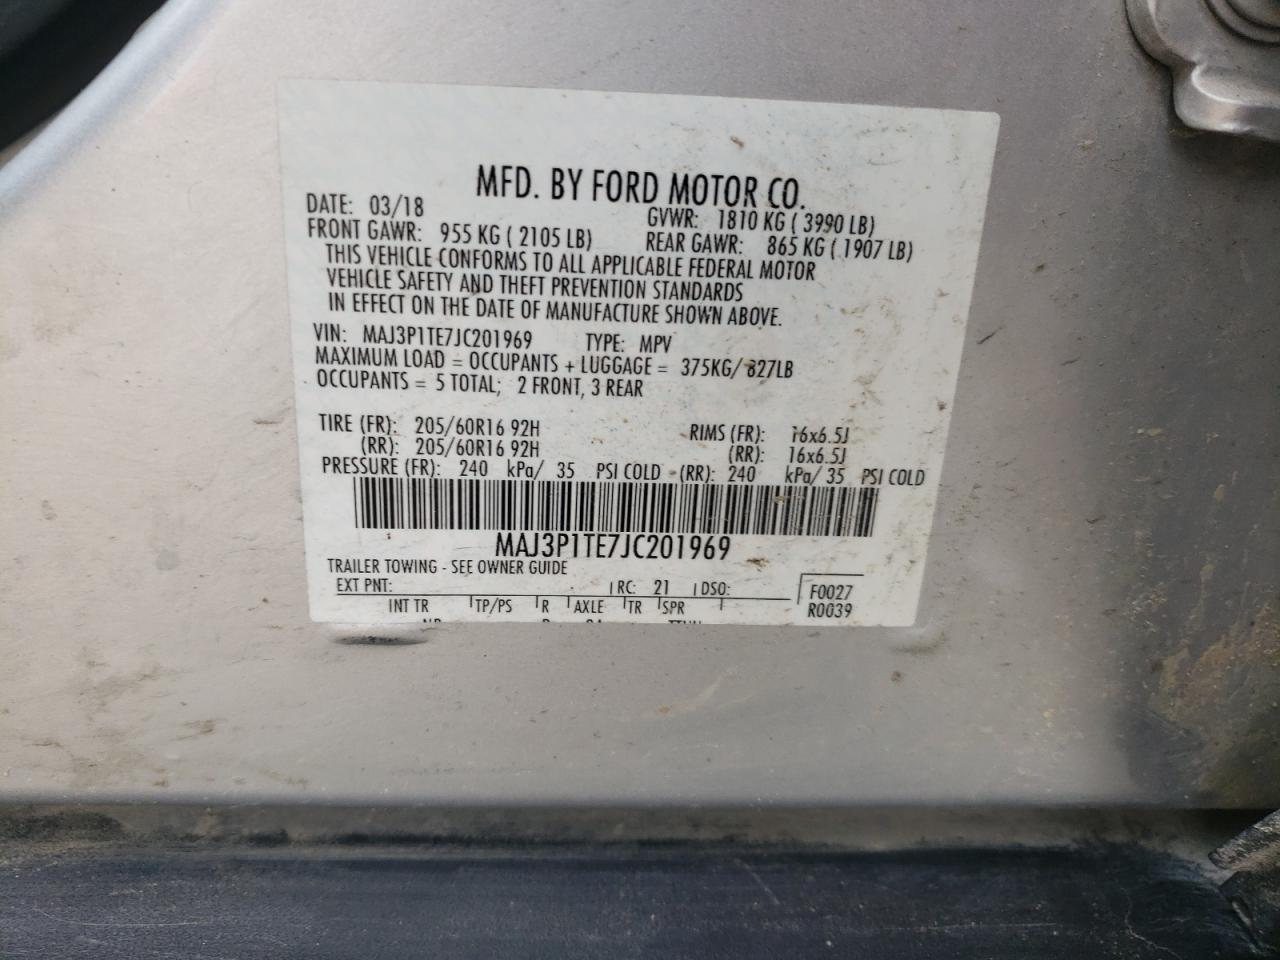 MFD. BY FORD MOTOR CO.
DATE: 03/18 GVWR: 1810 KG ( 3990 LB)
FRONT GAWR: 955 KG ( 2105 LB) REAR GAWR: 865 KG ( 1907 LB)
THIS VEHICLE CONFORMS TO ALL APPLICABLE FEDERAL MOTOR
VEHICLE SAFETY AND THEFT PREVENTION STANDARDS
IN EFFECT ON THE DATE OF MANUFACTURE SHOWN ABOVE.
VIN: MAJ3P1TE7JC201969 TYPE: MPV
MAXIMUM LOAD = OCCUPANTS + LUGGAGE = 375KG/ 827LB
OCCUPANTS = 5 TOTAL; 2 FRONT, 3 REAR
TIRE (FR): 205/60R16 92H RIMS (FR): 16x6.5J
(RR): 205/60R16 92H (RR): 16x6.5J
PRESSURE (FR): 240 kPa/ 35 PSI COLD (RR): 240 kPa/ 35 PSI COLD
MAJ3P1TE7JC201969
TRAILER TOWING - SEE OWNER GUIDE
EXT PNT: RC: 21 DSO: F0027
INT TR TP/PS R AXLE TR SPR R0039